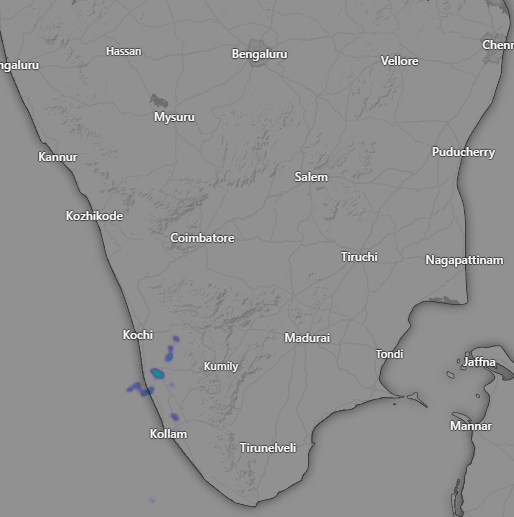 Hassan
Bengaluru
Chenn
ngaluru
Vellore
Mysuru
Kannur
Puducherry
Salem
Kozhikode
Coimbatore
Tiruchi
Nagapattinam
Kochi
Madurai
Tondi
Kumily
Jaffna
Kollam
Mannar
Tirunelveli